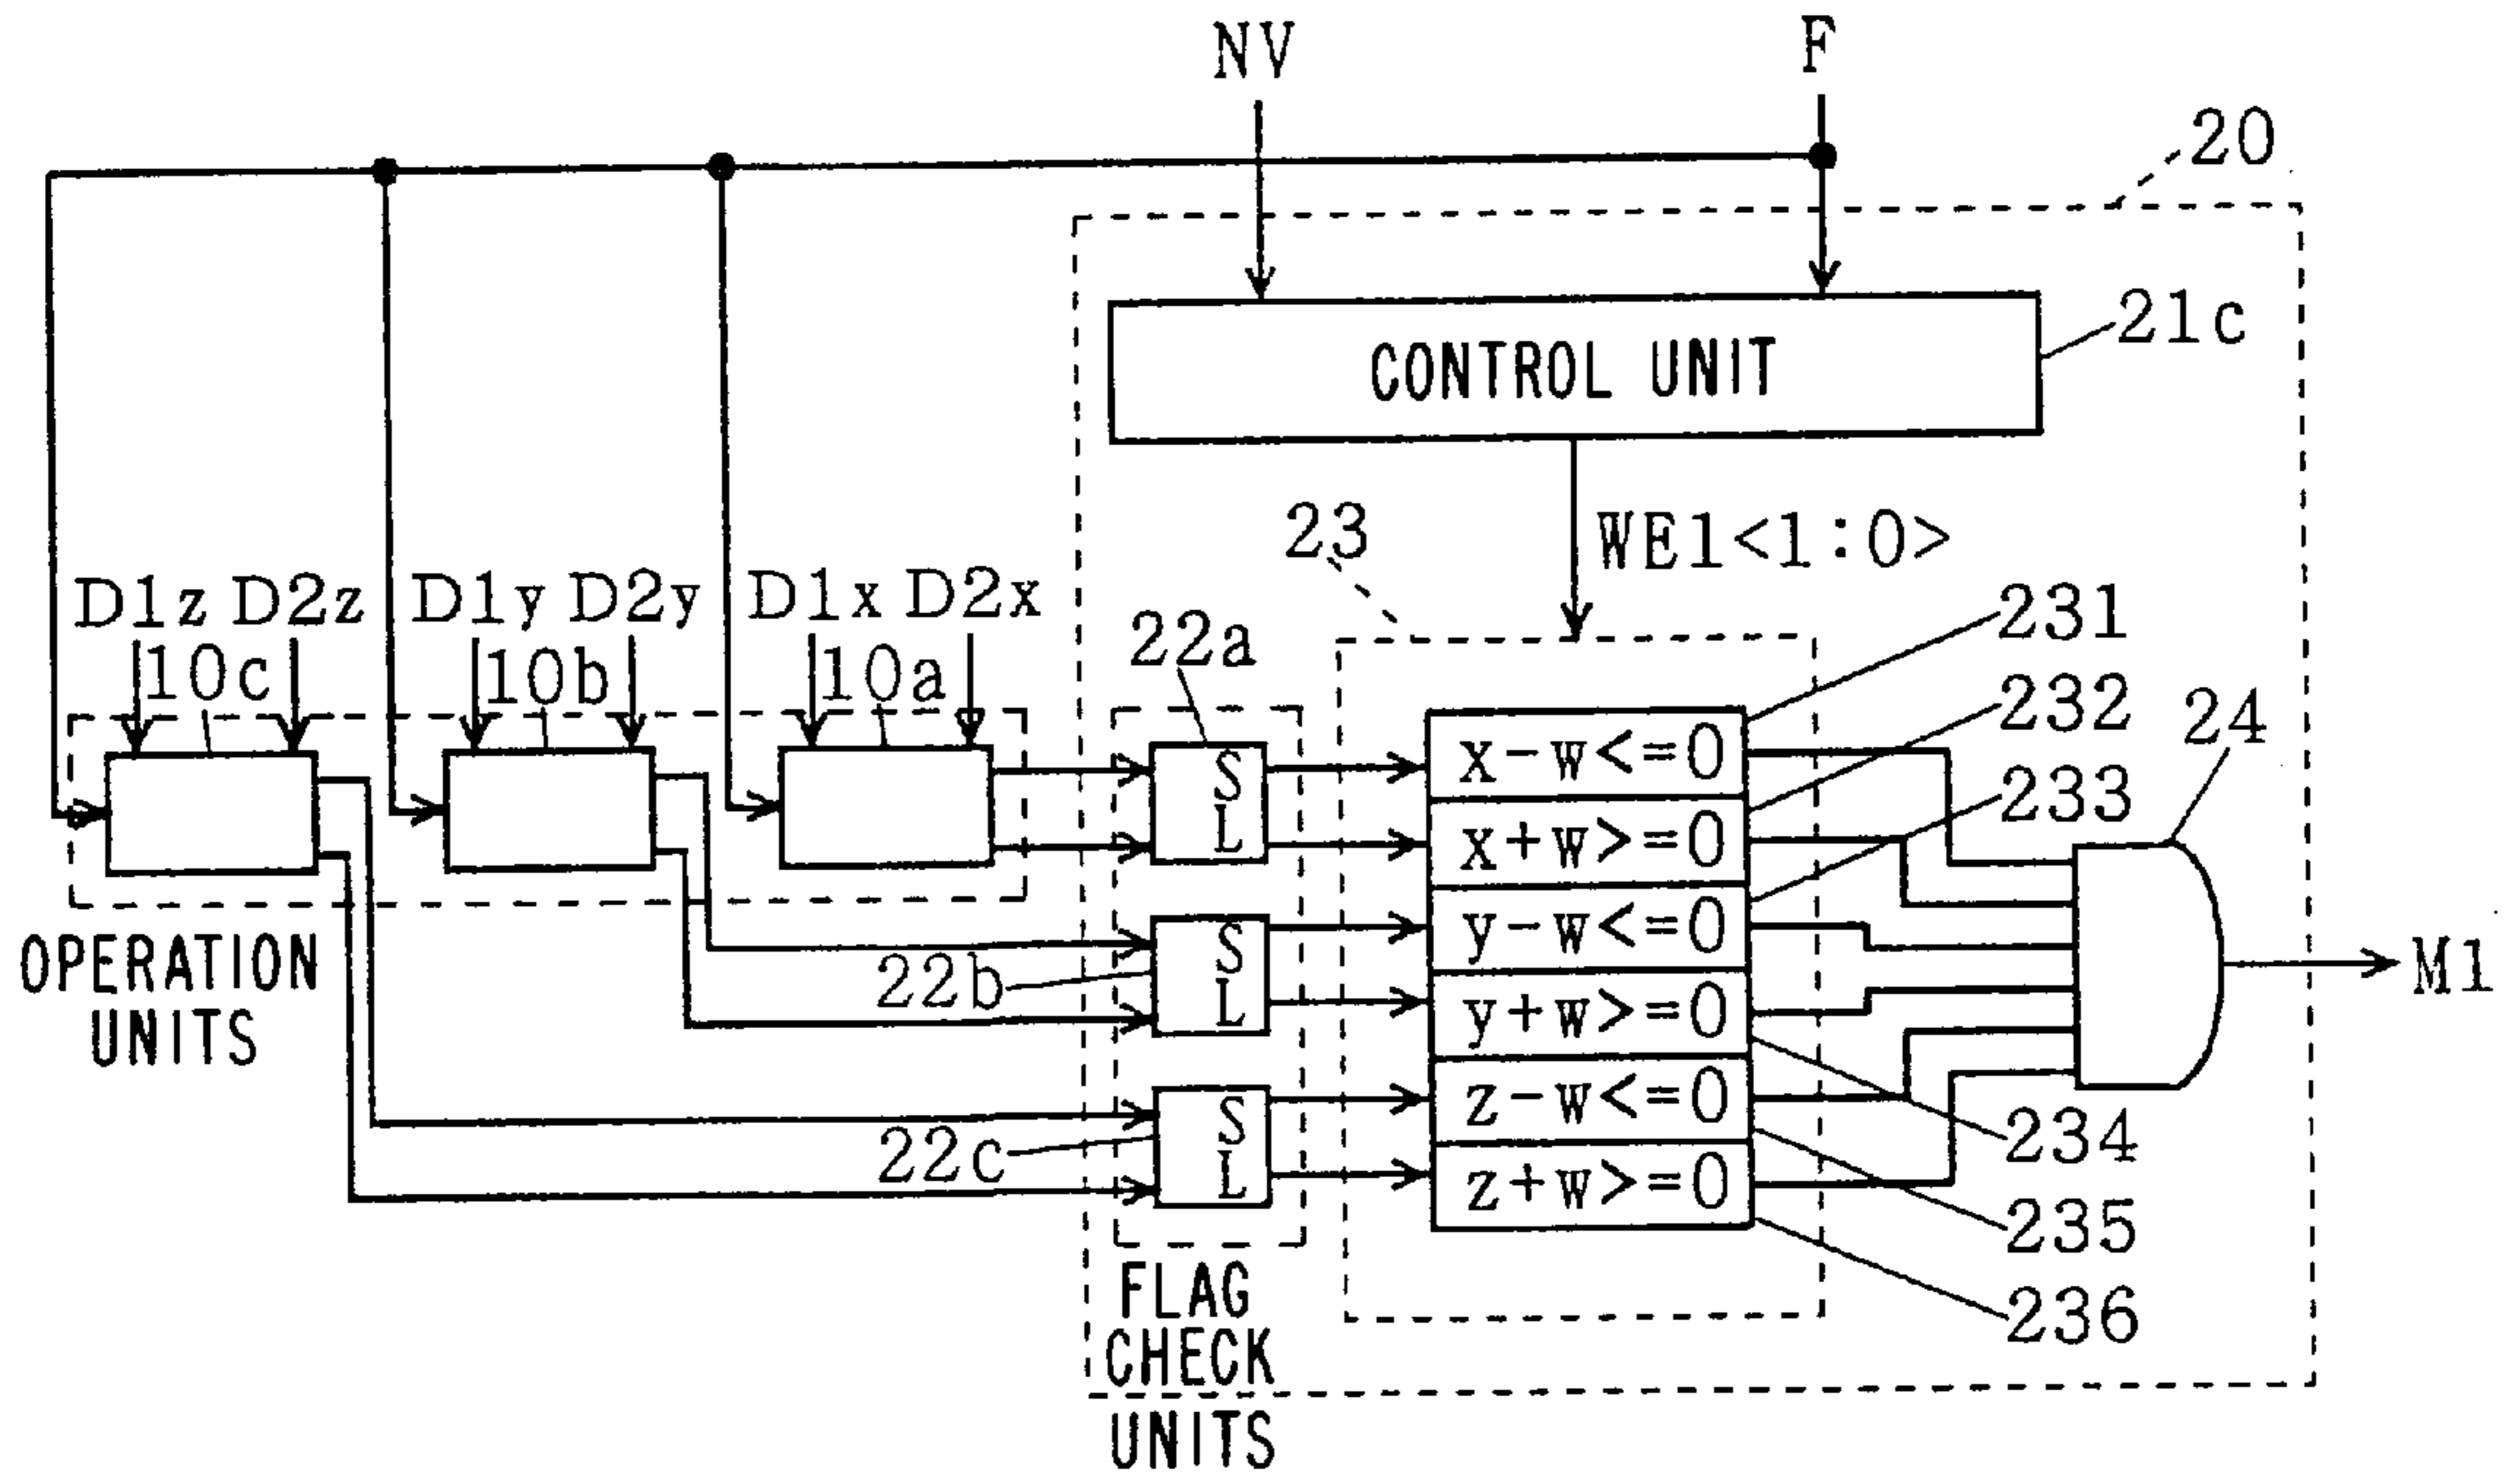 NV
F
20
CONTROL UNIT
21c
23
WE1<1:0>
D1z D2z
D1y D2y
D1x D2x
10c
10b
10a
22a
231
232
233
24
S
L
x-w<=0
x+w>=0
y-w<=0
y+w>=0
z-w<=0
z+w>=0
22b
S
L
M1
22c
S
L
234
235
236
OPERATION
UNITS
FLAG
CHECK
UNITS